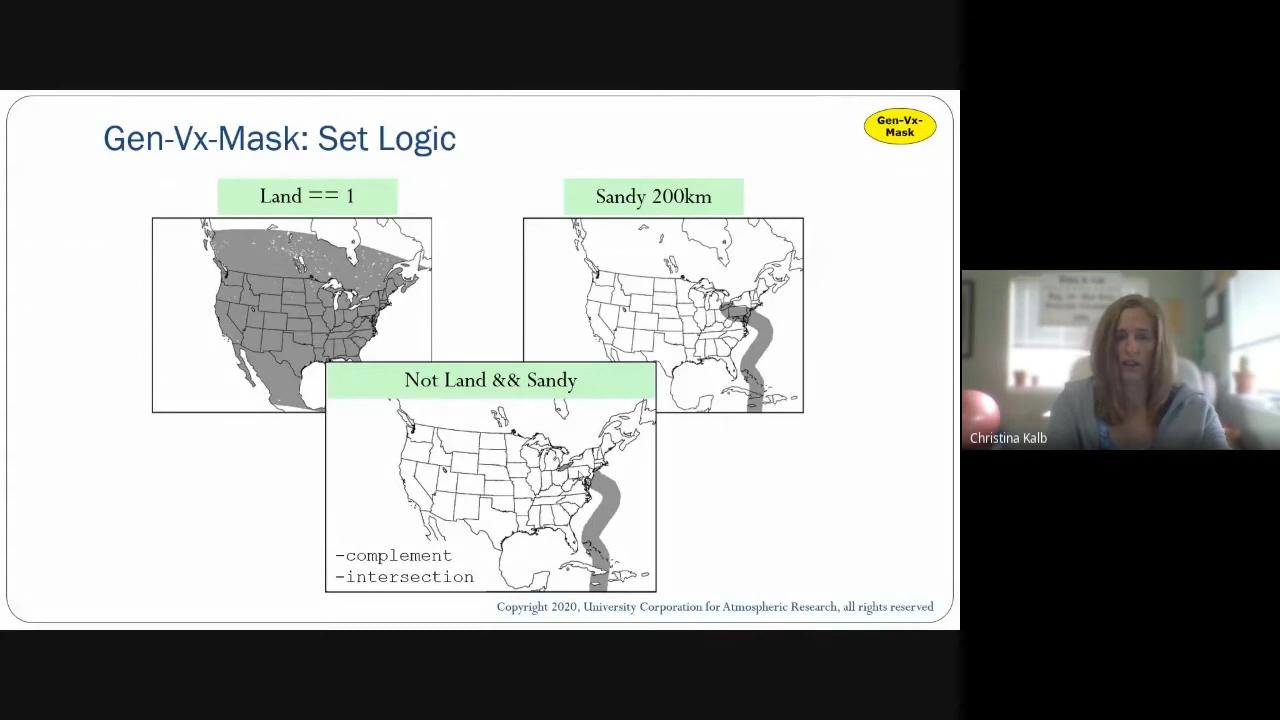 Gen-Vx-Mask: Set Logic
Gen-Vx-
Mask
Land == 1
Sandy 200km
Not Land && Sandy
-complement
-intersection
Copyright 2020, University Corporation for Atmospheric Research, all rights reserved
Christina Kalb